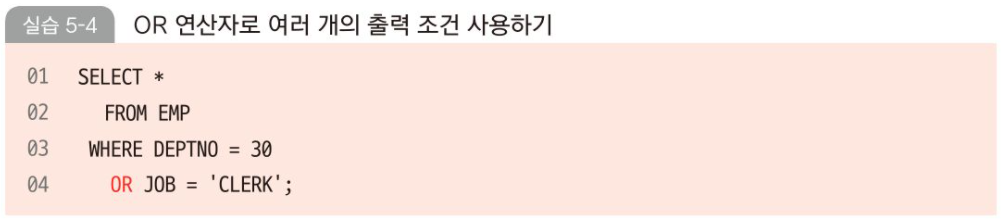 실습 5-4 OR 연산자로 여러 개의 출력 조건 사용하기
01 SELECT *
02 FROM EMP
03 WHERE DEPTNO = 30
04 OR JOB = 'CLERK';